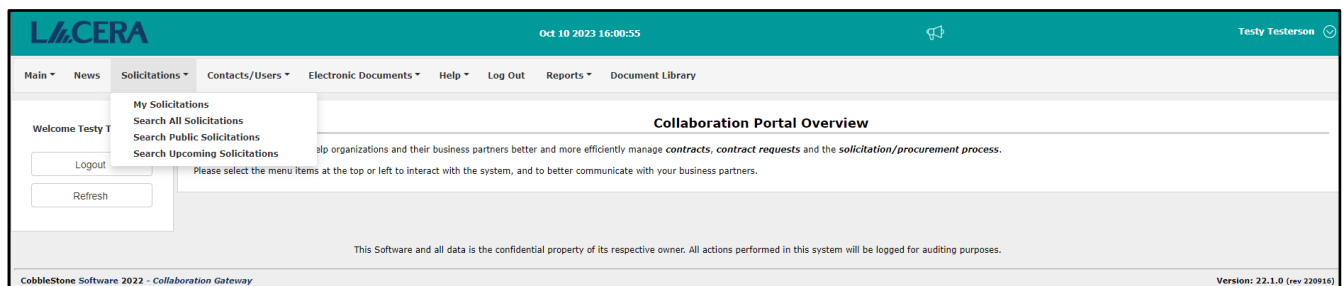 LACERA
Oct 10 2023 16:00:55
Testy Testerson
Main News Solicitations Contacts/Users Electronic Documents Help Log Out Reports Document Library
My Solicitations
Search All Solicitations
Search Public Solicitations
Search Upcoming Solicitations
Welcome Testy T
Logout
Refresh
Collaboration Portal Overview
elp organizations and their business partners better and more efficiently manage contracts, contract requests and the solicitation/procurement process.
Please select the menu items at the top or left to interact with the system, and to better communicate with your business partners.
This Software and all data is the confidential property of its respective owner. All actions performed in this system will be logged for auditing purposes.
CobbleStone Software 2022 - Collaboration Gateway
Version: 22.1.0 (rev 220916)